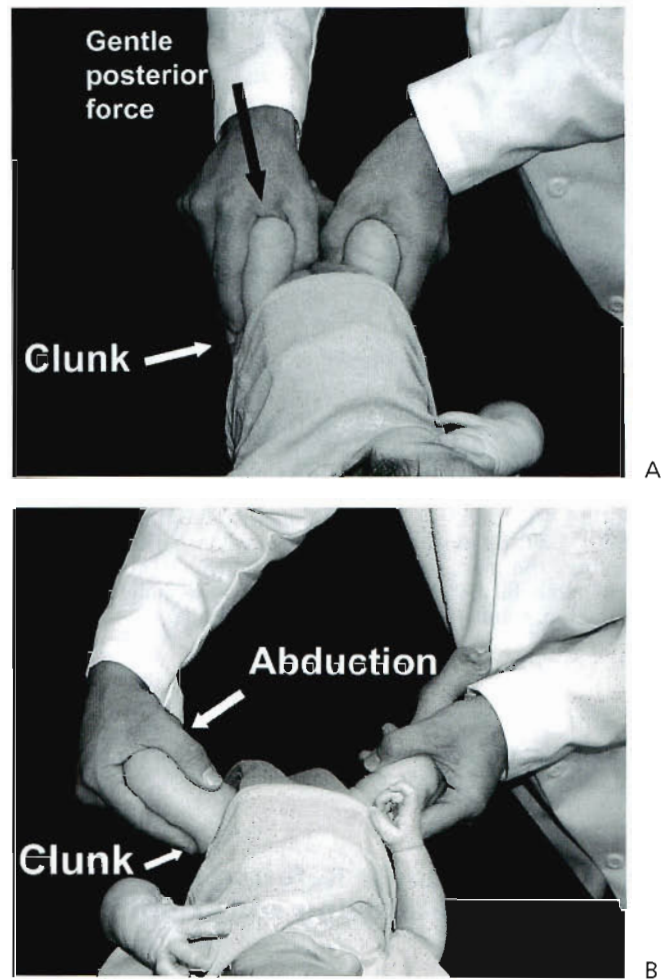 Gentle
posterior
force
Clunk
A
Abduction
Clunk
B